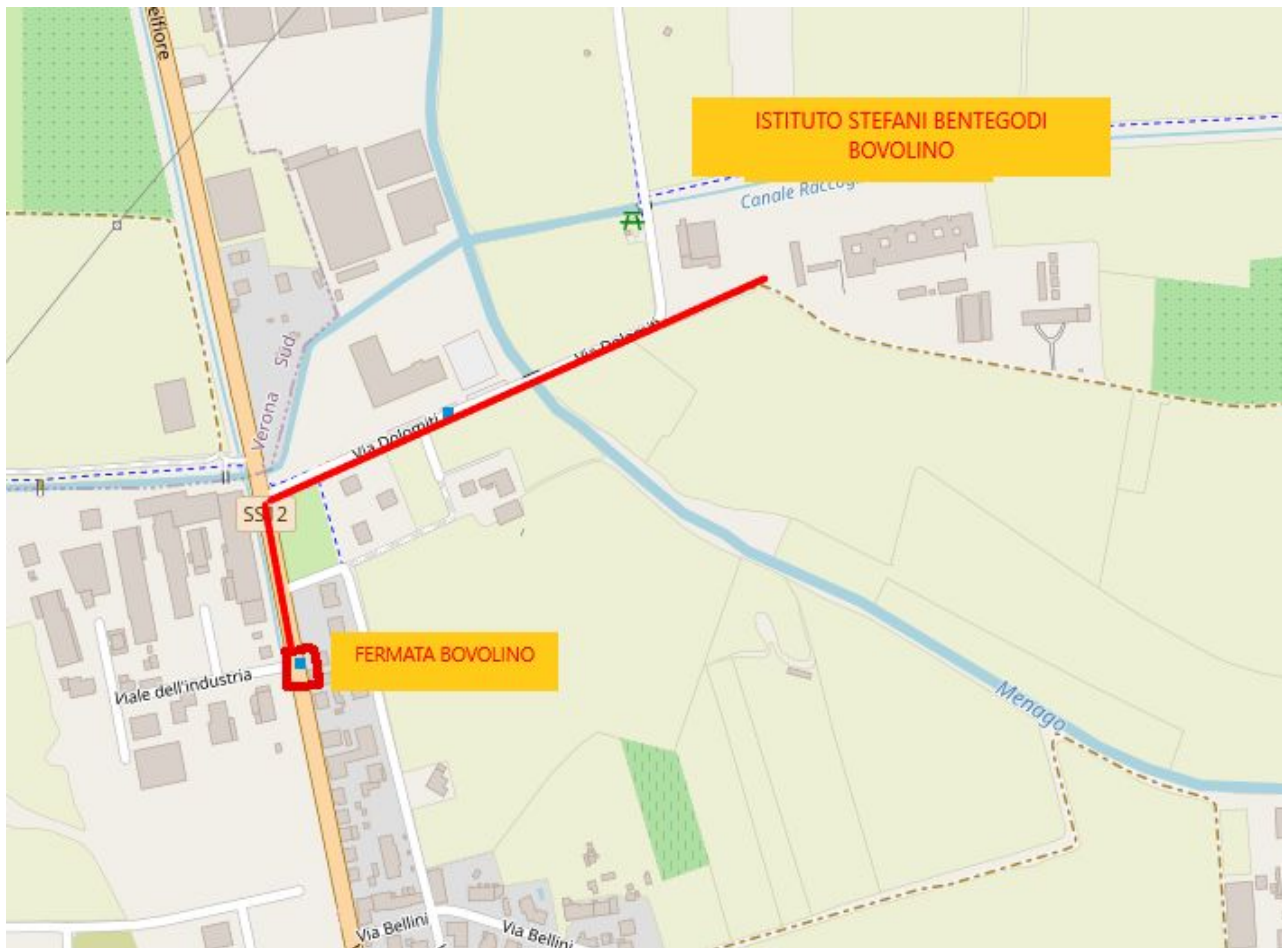 elfiore
ISTITUTO STEFANI BENTEGODI
BOVOLINO
Canale Raccog
Verona Sud
Via Dolomiti
Via Dolomiti
SS12
FERMATA BOVOLINO
Viale dell'industria
Menago
Via Bellini
Via Bellini